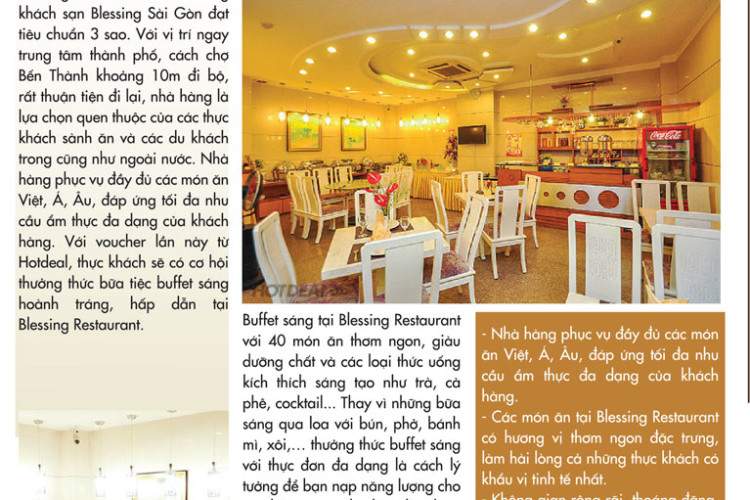 khách sạn Blessing Sài Gòn đạt
tiêu chuẩn 3 sao. Với vị trí ngay
trung tâm thành phố, cách chợ
Bến Thành khoảng 10m đi bộ,
rất thuận tiện đi lại, nhà hàng là
lựa chọn quen thuộc của các thực
khách sành ăn và các du khách
trong cũng như ngoài nước. Nhà
hàng phục vụ đầy đủ các món ăn
Việt, Á, Âu, đáp ứng tối đa nhu
cầu ẩm thực đa dạng của khách
hàng. Với voucher lần này từ
Hotdeal, thực khách sẽ có cơ hội
thưởng thức bữa tiệc buffet sáng
hoành tráng, hấp dẫn tại
Blessing Restaurant.
Coca-Cola
HOTDEAL
Buffet sáng tại Blessing Restaurant
với 40 món ăn thơm ngon, giàu
dưỡng chất và các loại thức uống
kích thích sáng tạo như trà, cà
phê, cocktail... Thay vì những bữa
sáng qua loa với bún, phở, bánh
mì, xôi,... thưởng thức buffet sáng
với thực đơn đa dạng là cách lý
tưởng để bạn nạp năng lượng cho
- Nhà hàng phục vụ đầy đủ các món
ăn Việt, Á, Âu, đáp ứng tối đa nhu
cầu ẩm thực đa dạng của khách
hàng.
- Các món ăn tại Blessing Restaurant
có hương vị thơm ngon đặc trưng,
làm hài lòng cả những thực khách có
khẩu vị tinh tế nhất.
- Không gian rộng rãi, thoáng đãng,